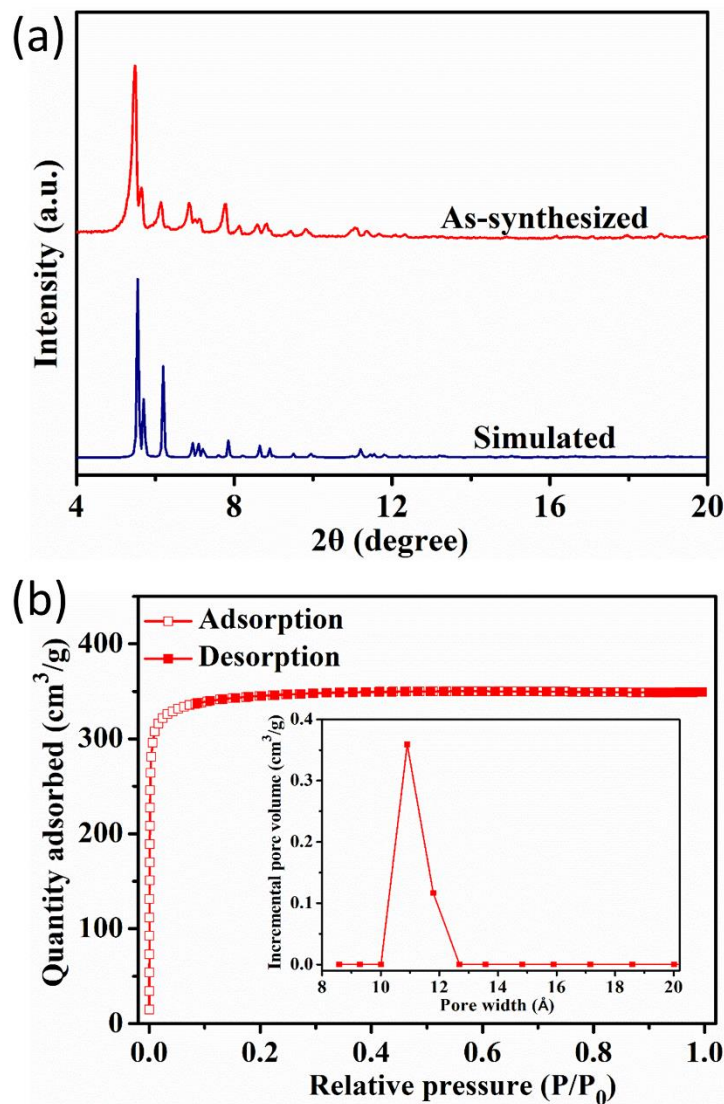 (a)
Intensity (a.u.)
As-synthesized
Simulated
4 8 12 16 20
2θ (degree)
(b)
Adsorption
Desorption
Quantity adsorbed (cm³/g)
400
300
200
100
0
0.0 0.2 0.4 0.6 0.8 1.0
Relative pressure (P/P₀)
Incremental pore volume (cm³/g)
0.4
0.3
0.2
0.1
0.0
8 10 12 14 16 18 20
Pore width (Å)